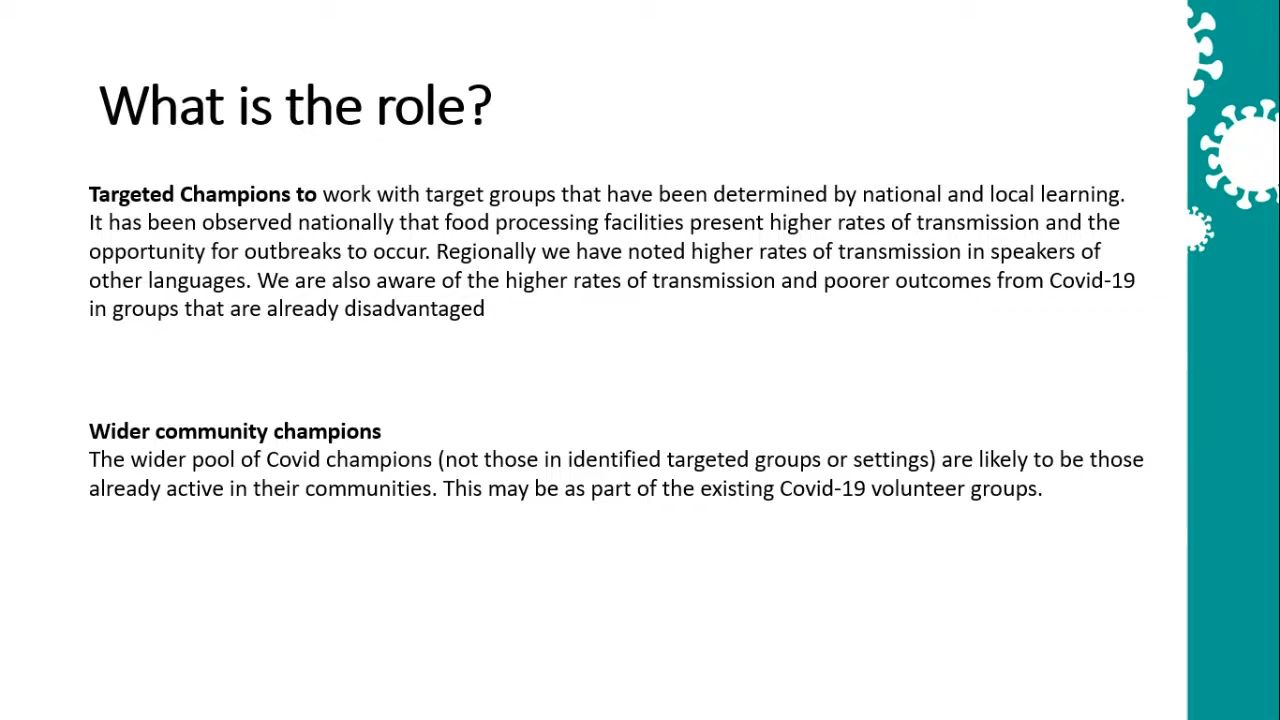 What is the role?
Targeted Champions to work with target groups that have been determined by national and local learning.
It has been observed nationally that food processing facilities present higher rates of transmission and the
opportunity for outbreaks to occur. Regionally we have noted higher rates of transmission in speakers of
other languages. We are also aware of the higher rates of transmission and poorer outcomes from Covid-19
in groups that are already disadvantaged
Wider community champions
The wider pool of Covid champions (not those in identified targeted groups or settings) are likely to be those
already active in their communities. This may be as part of the existing Covid-19 volunteer groups.